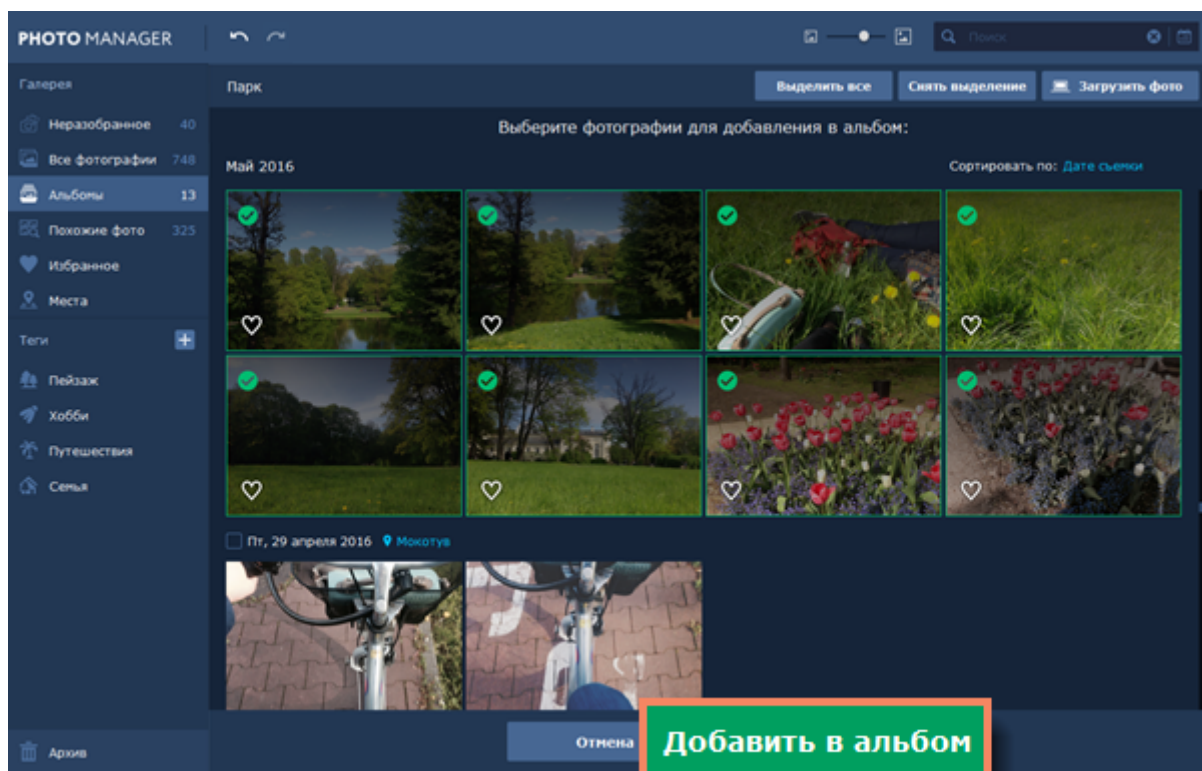 PHOTO MANAGER
Поиск
Галерея
Парк
Выделить все
Снять выделение
Загрузить фото
Неразобранное 40
Выберите фотографии для добавления в альбом:
Все фотографии 748
Май 2016
Сортировать по: Дате съемки
Альбомы 13
Похожие фото 325
Избранное
Места
Теги
Пейзаж
Хобби
Путешествия
Семья
Пт, 29 апреля 2016 Мокотув
Архив
Отмена
Добавить в альбом